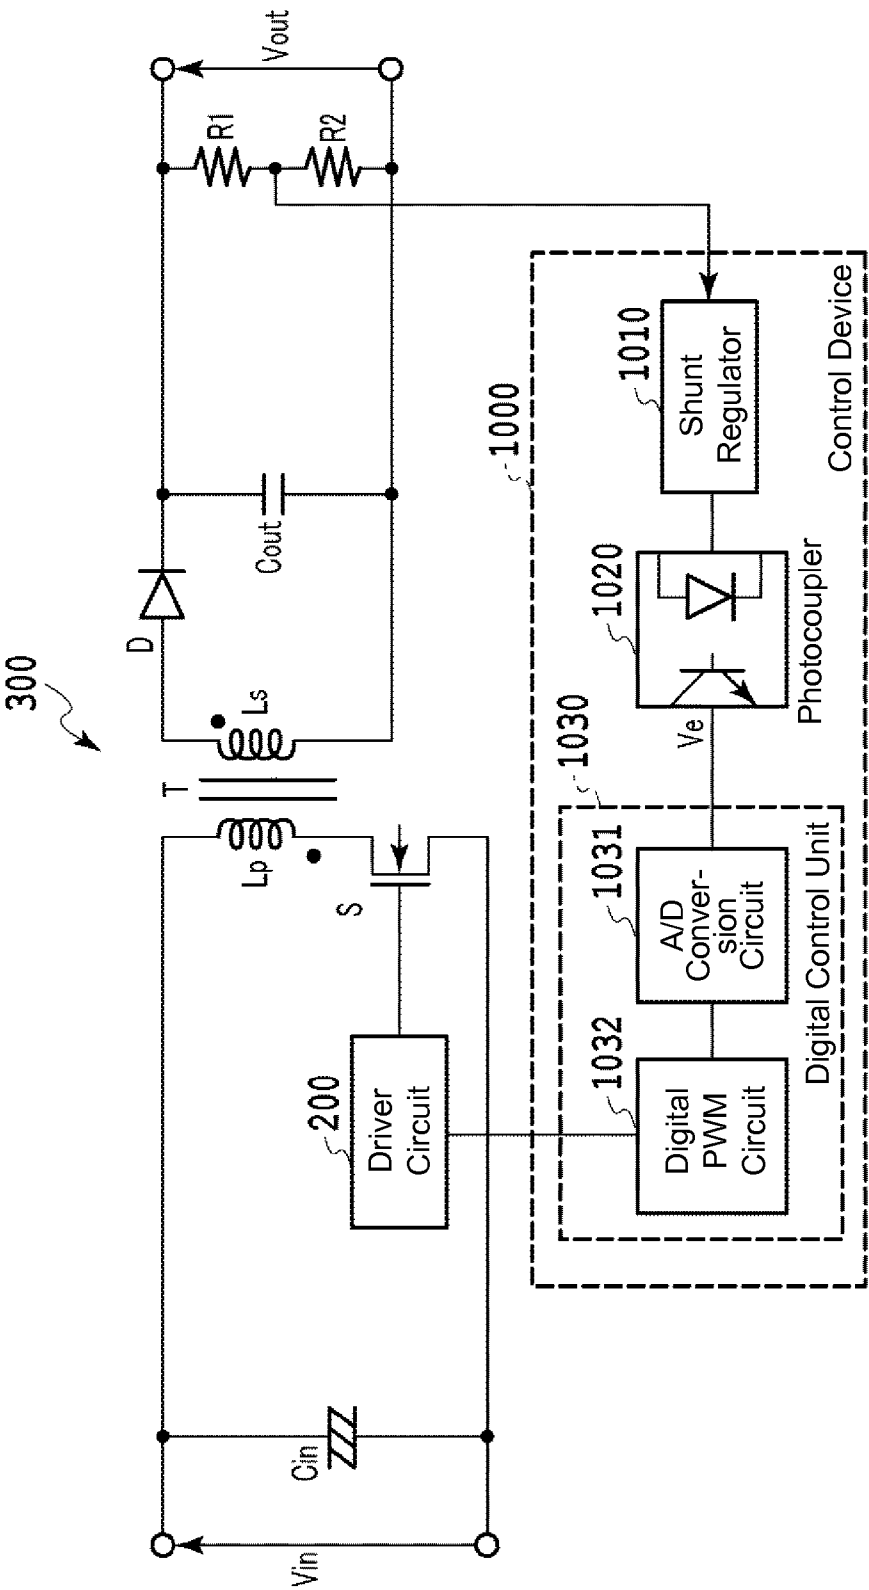 300
Vin
Cin
200
Driver
Circuit
S
Lp
T
Ls
D
Cout
R1
R2
Vout
1000
1030
1032
Digital
PWM
Circuit
1031
A/D
Conver-
sion
Circuit
Digital Control Unit
Ve
1020
Photocoupler
1010
Shunt
Regulator
Control Device